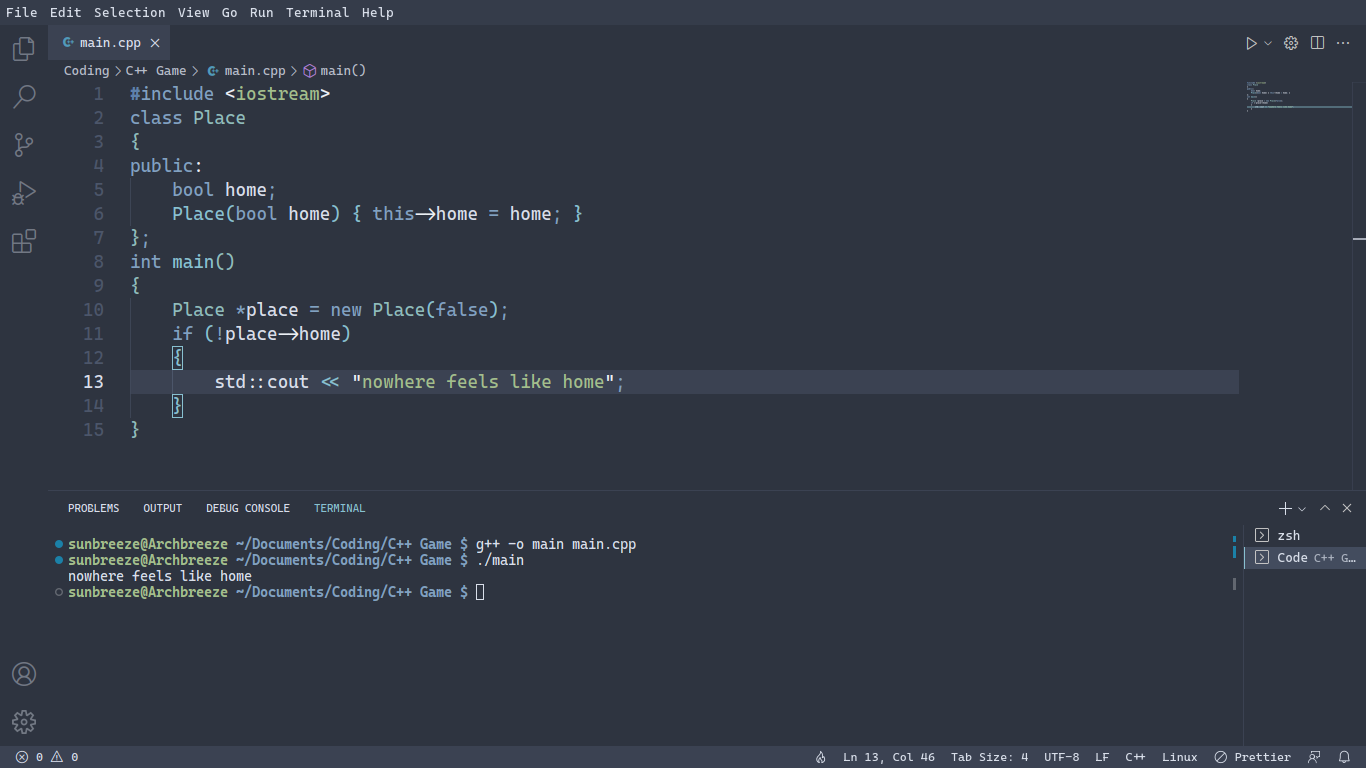 File Edit Selection View Go Run Terminal Help
main.cpp
Coding > C++ Game > main.cpp > main()
1 #include <iostream>
2 class Place
3 {
4 public:
5     bool home;
6     Place(bool home) { this->home = home; }
7 };
8 int main()
9 {
10     Place *place = new Place(false);
11     if (!place->home)
12     {
13         std::cout << "nowhere feels like home";
14     }
15 }
PROBLEMS OUTPUT DEBUG CONSOLE TERMINAL
sunbreeze@Archbreeze ~/Documents/Coding/C++ Game $ g++ -o main main.cpp
sunbreeze@Archbreeze ~/Documents/Coding/C++ Game $ ./main
nowhere feels like home
sunbreeze@Archbreeze ~/Documents/Coding/C++ Game $
zsh
Code C++ G...
0 0 Ln 13, Col 46 Tab Size: 4 UTF-8 LF C++ Linux Prettier